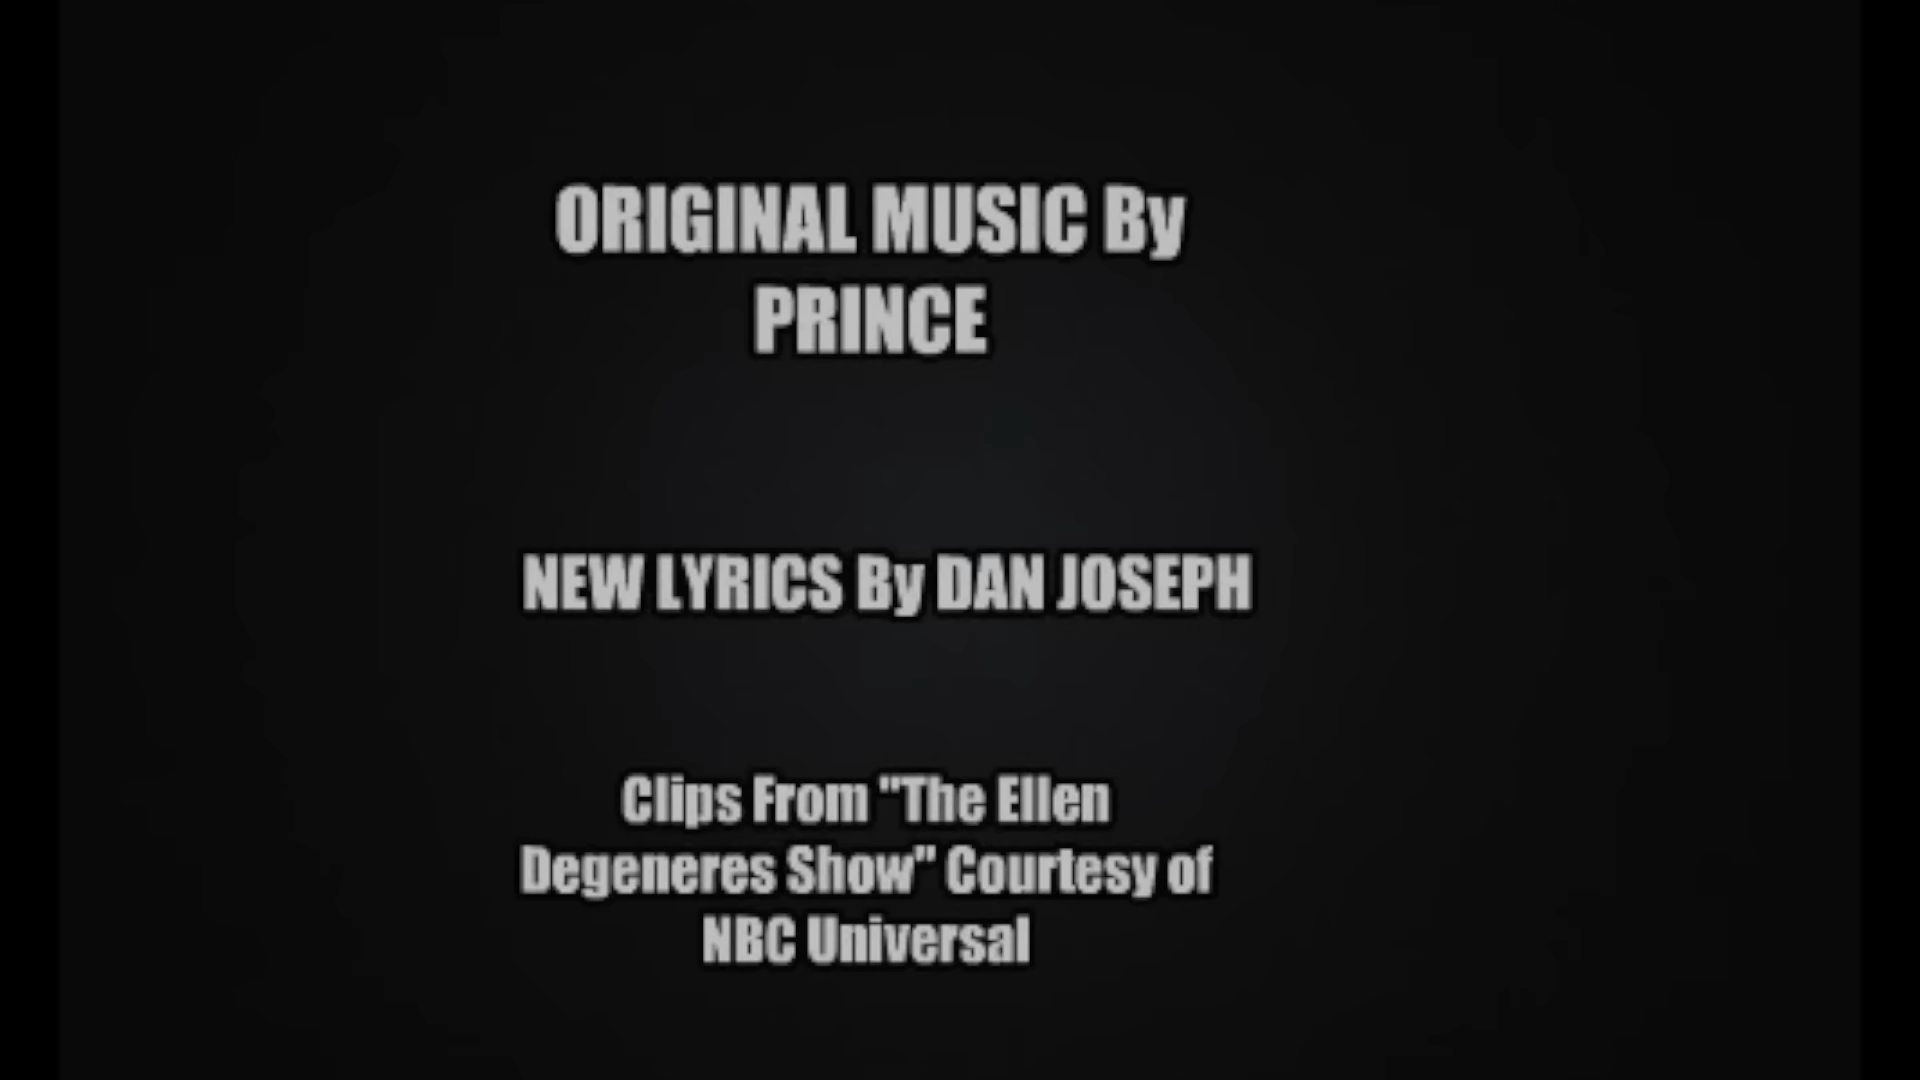 ORIGINAL MUSIC By
PRINCE
NEW LYRICS By DAN JOSEPH
Clips From "The Ellen
Degeneres Show" Courtesy of
NBC Universal